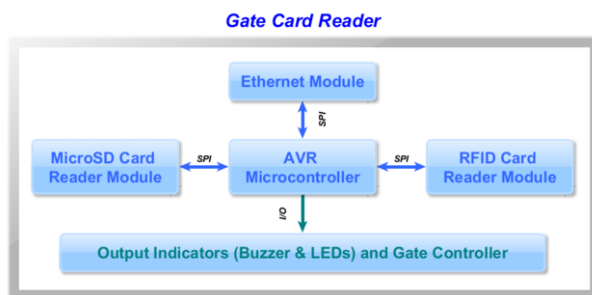 Gate Card Reader
Ethernet Module
SPI
MicroSD Card
Reader Module
SPI
AVR
Microcontroller
SPI
RFID Card
Reader Module
I/O
Output Indicators (Buzzer & LEDs) and Gate Controller